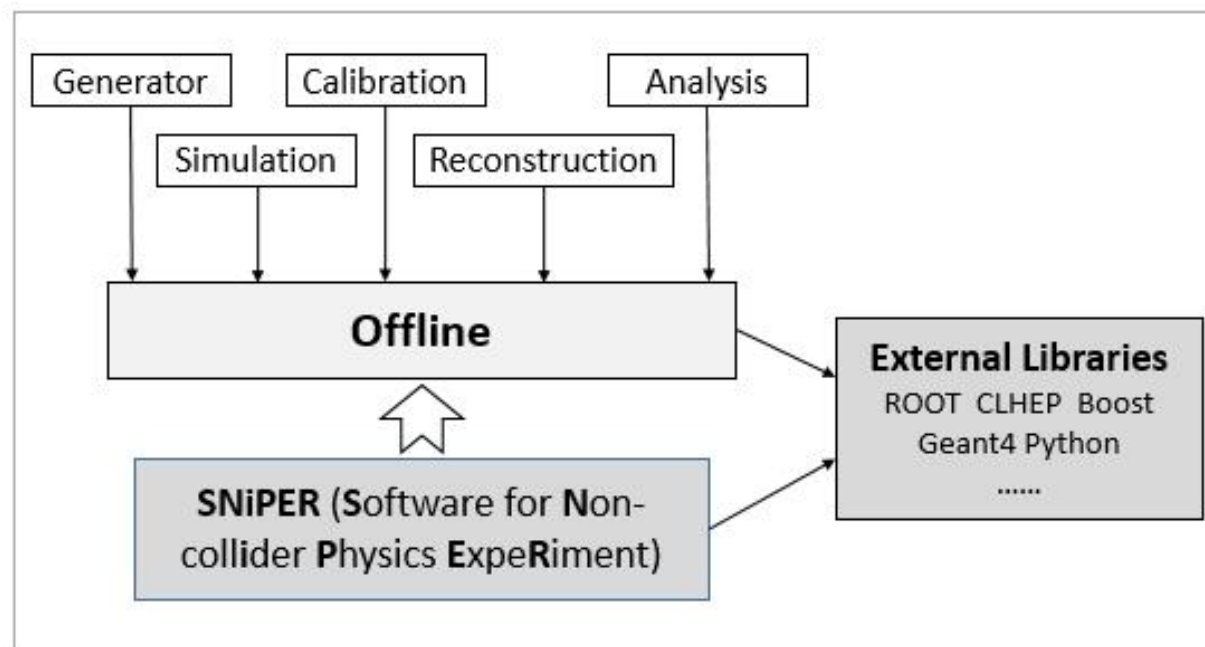 Generator
Calibration
Analysis
Simulation
Reconstruction
Offline
External Libraries
ROOT CLHEP Boost
Geant4 Python
......
SNiPER (Software for Non-
collider Physics ExpeRiment)